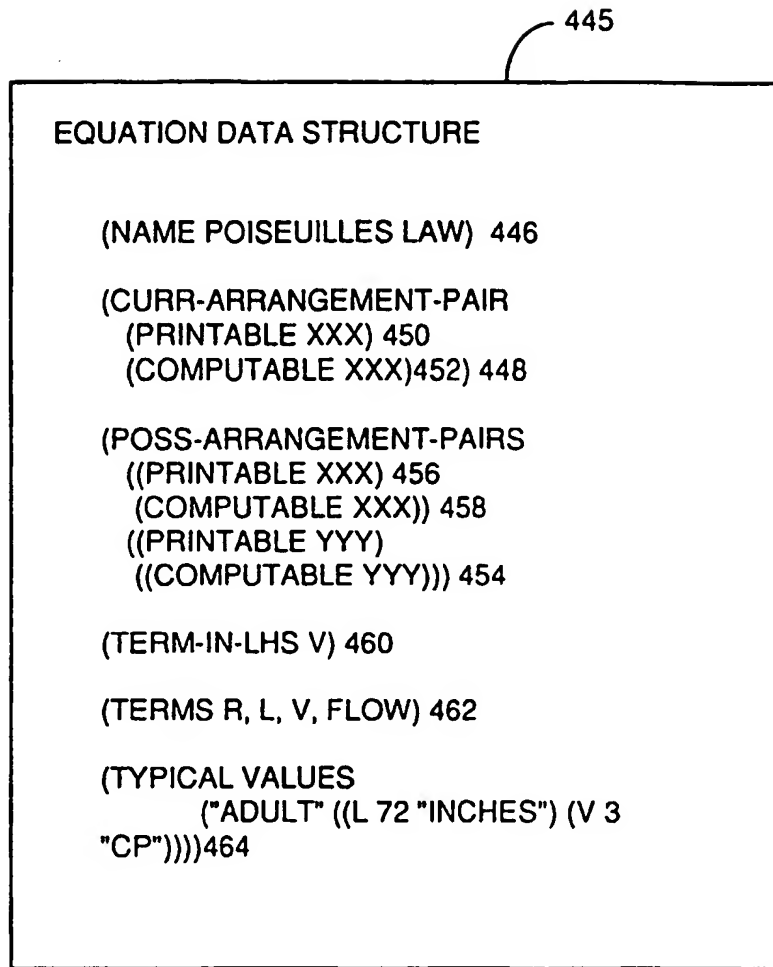 445
EQUATION DATA STRUCTURE
(NAME POISEUILLES LAW) 446
(CURR-ARRANGEMENT-PAIR
(PRINTABLE XXX) 450
(COMPUTABLE XXX)452) 448
(POSS-ARRANGEMENT-PAIRS
((PRINTABLE XXX) 456
(COMPUTABLE XXX)) 458
((PRINTABLE YYY)
((COMPUTABLE YYY))) 454
(TERM-IN-LHS V) 460
(TERMS R, L, V, FLOW) 462
(TYPICAL VALUES
("ADULT" ((L 72 "INCHES") (V 3
"CP"))))464